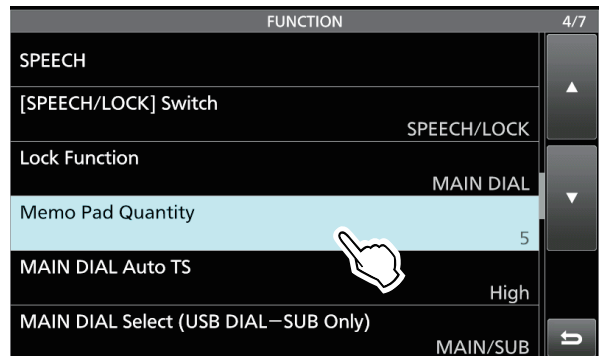 FUNCTION 4/7
SPEECH
[SPEECH/LOCK] Switch
SPEECH/LOCK
Lock Function
MAIN DIAL
Memo Pad Quantity
5
MAIN DIAL Auto TS
High
MAIN DIAL Select (USB DIAL−SUB Only)
MAIN/SUB